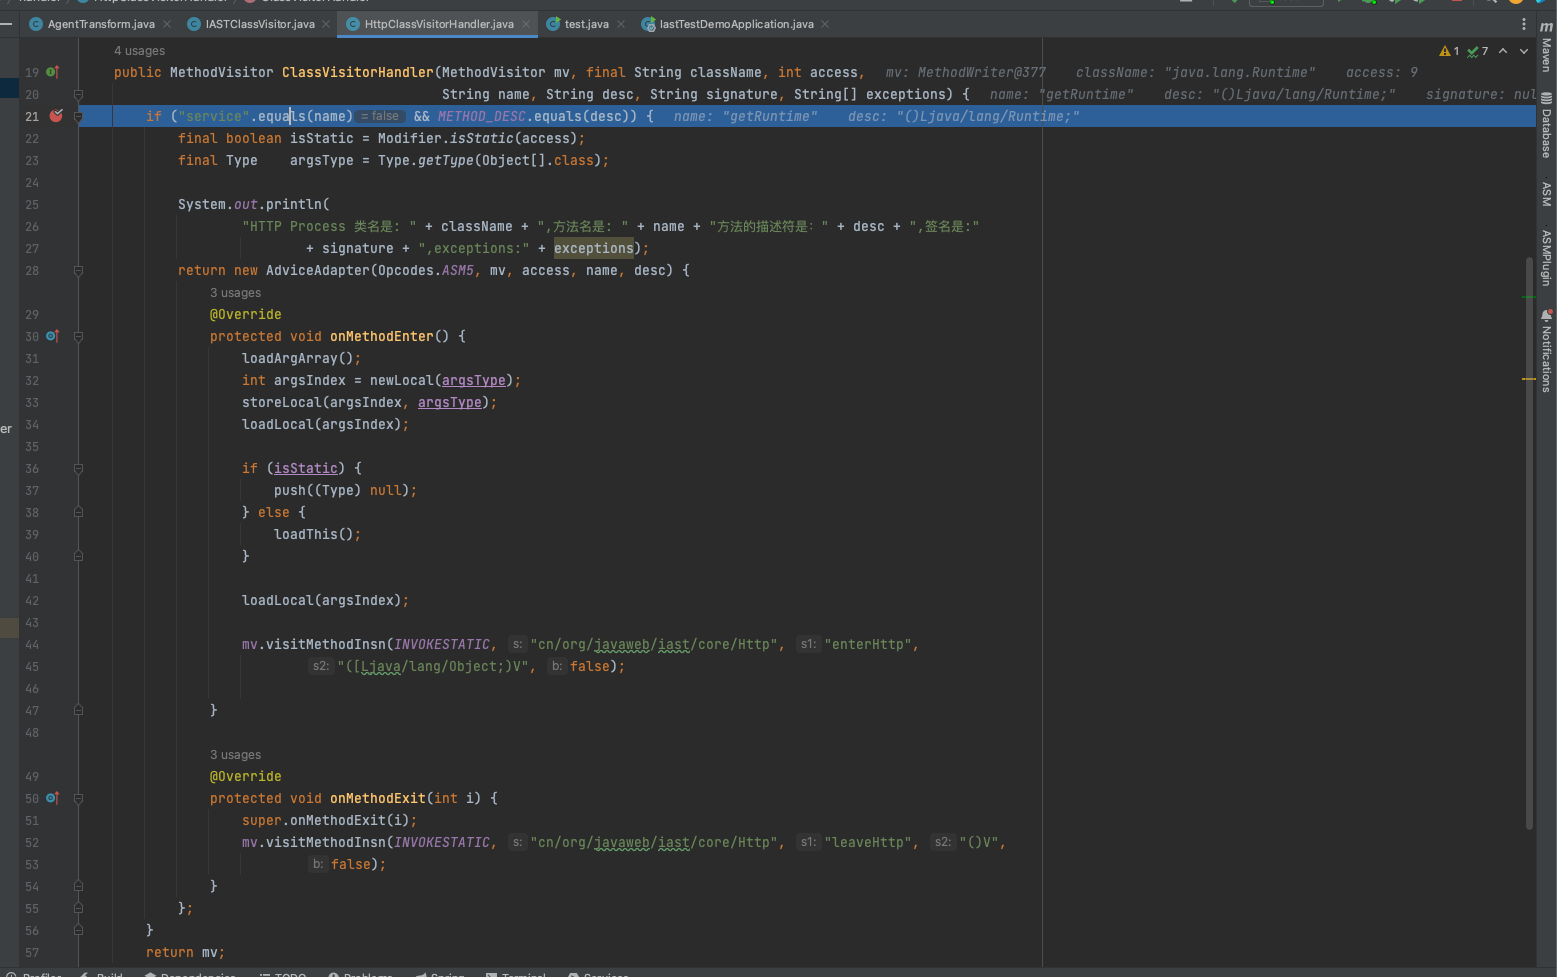 AgentTransform.java IASTClassVisitor.java HttpClassVisitorHandler.java test.java IastTestDemoApplication.java
4 usages
1 7
19 public MethodVisitor ClassVisitorHandler(MethodVisitor mv, final String className, int access, mv: MethodWriter@377 className: "java.lang.Runtime" access: 9
20 String name, String desc, String signature, String[] exceptions) { name: "getRuntime" desc: "()Ljava/lang/Runtime;" signature: nul
21 if ("service".equals(name) = false && METHOD_DESC.equals(desc)) { name: "getRuntime" desc: "()Ljava/lang/Runtime;"
22 final boolean isStatic = Modifier.isStatic(access);
23 final Type argsType = Type.getType(Object[].class);
24
25 System.out.println(
26 "HTTP Process 类名是: " + className + ",方法名是: " + name + "方法的描述符是: " + desc + ",签名是:"
27 + signature + ",exceptions:" + exceptions);
28 return new AdviceAdapter(Opcodes.ASM5, mv, access, name, desc) {
3 usages
29 @Override
30 protected void onMethodEnter() {
31 loadArgArray();
32 int argsIndex = newLocal(argsType);
33 storeLocal(argsIndex, argsType);
34 loadLocal(argsIndex);
35
36 if (isStatic) {
37 push((Type) null);
38 } else {
39 loadThis();
40 }
41
42 loadLocal(argsIndex);
43
44 mv.visitMethodInsn(INVOKESTATIC, s: "cn/org/javaweb/iast/core/Http", s1: "enterHttp",
45 s2: "([Ljava/lang/Object;)V", b: false);
46
47 }
48
3 usages
49 @Override
50 protected void onMethodExit(int i) {
51 super.onMethodExit(i);
52 mv.visitMethodInsn(INVOKESTATIC, s: "cn/org/javaweb/iast/core/Http", s1: "leaveHttp", s2: "()V",
53 b: false);
54 }
55 };
56 }
57 return mv;
er
m Maven
Database
ASM
ASMPlugin
Notifications
Profiler Build Dependencies TODO Problems Spring Terminal Services